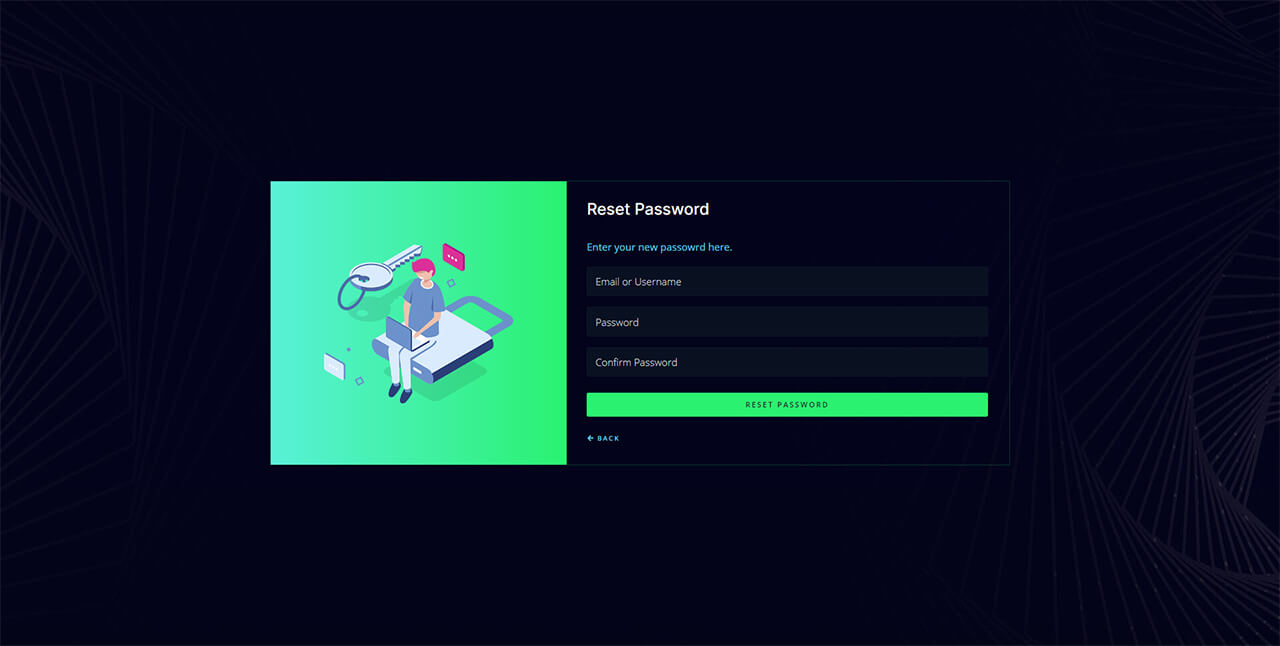 Reset Password
Enter your new passowrd here.
Email or Username
Password
Confirm Password
RESET PASSWORD
← BACK